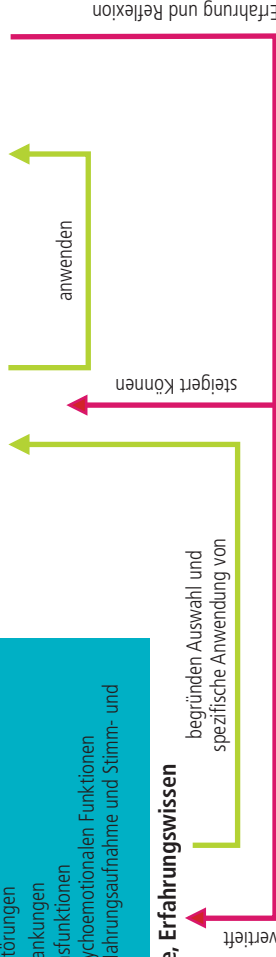 törungen
ankungen
sfunktionen
ychoemotionalen Funktionen
ahrungsaufnahme und Stimm- und
e, Erfahrungswissen
vertieft
begründen Auswahl und
spezifische Anwendung von
steigert Können
anwenden
Erfahrung und Reflexion